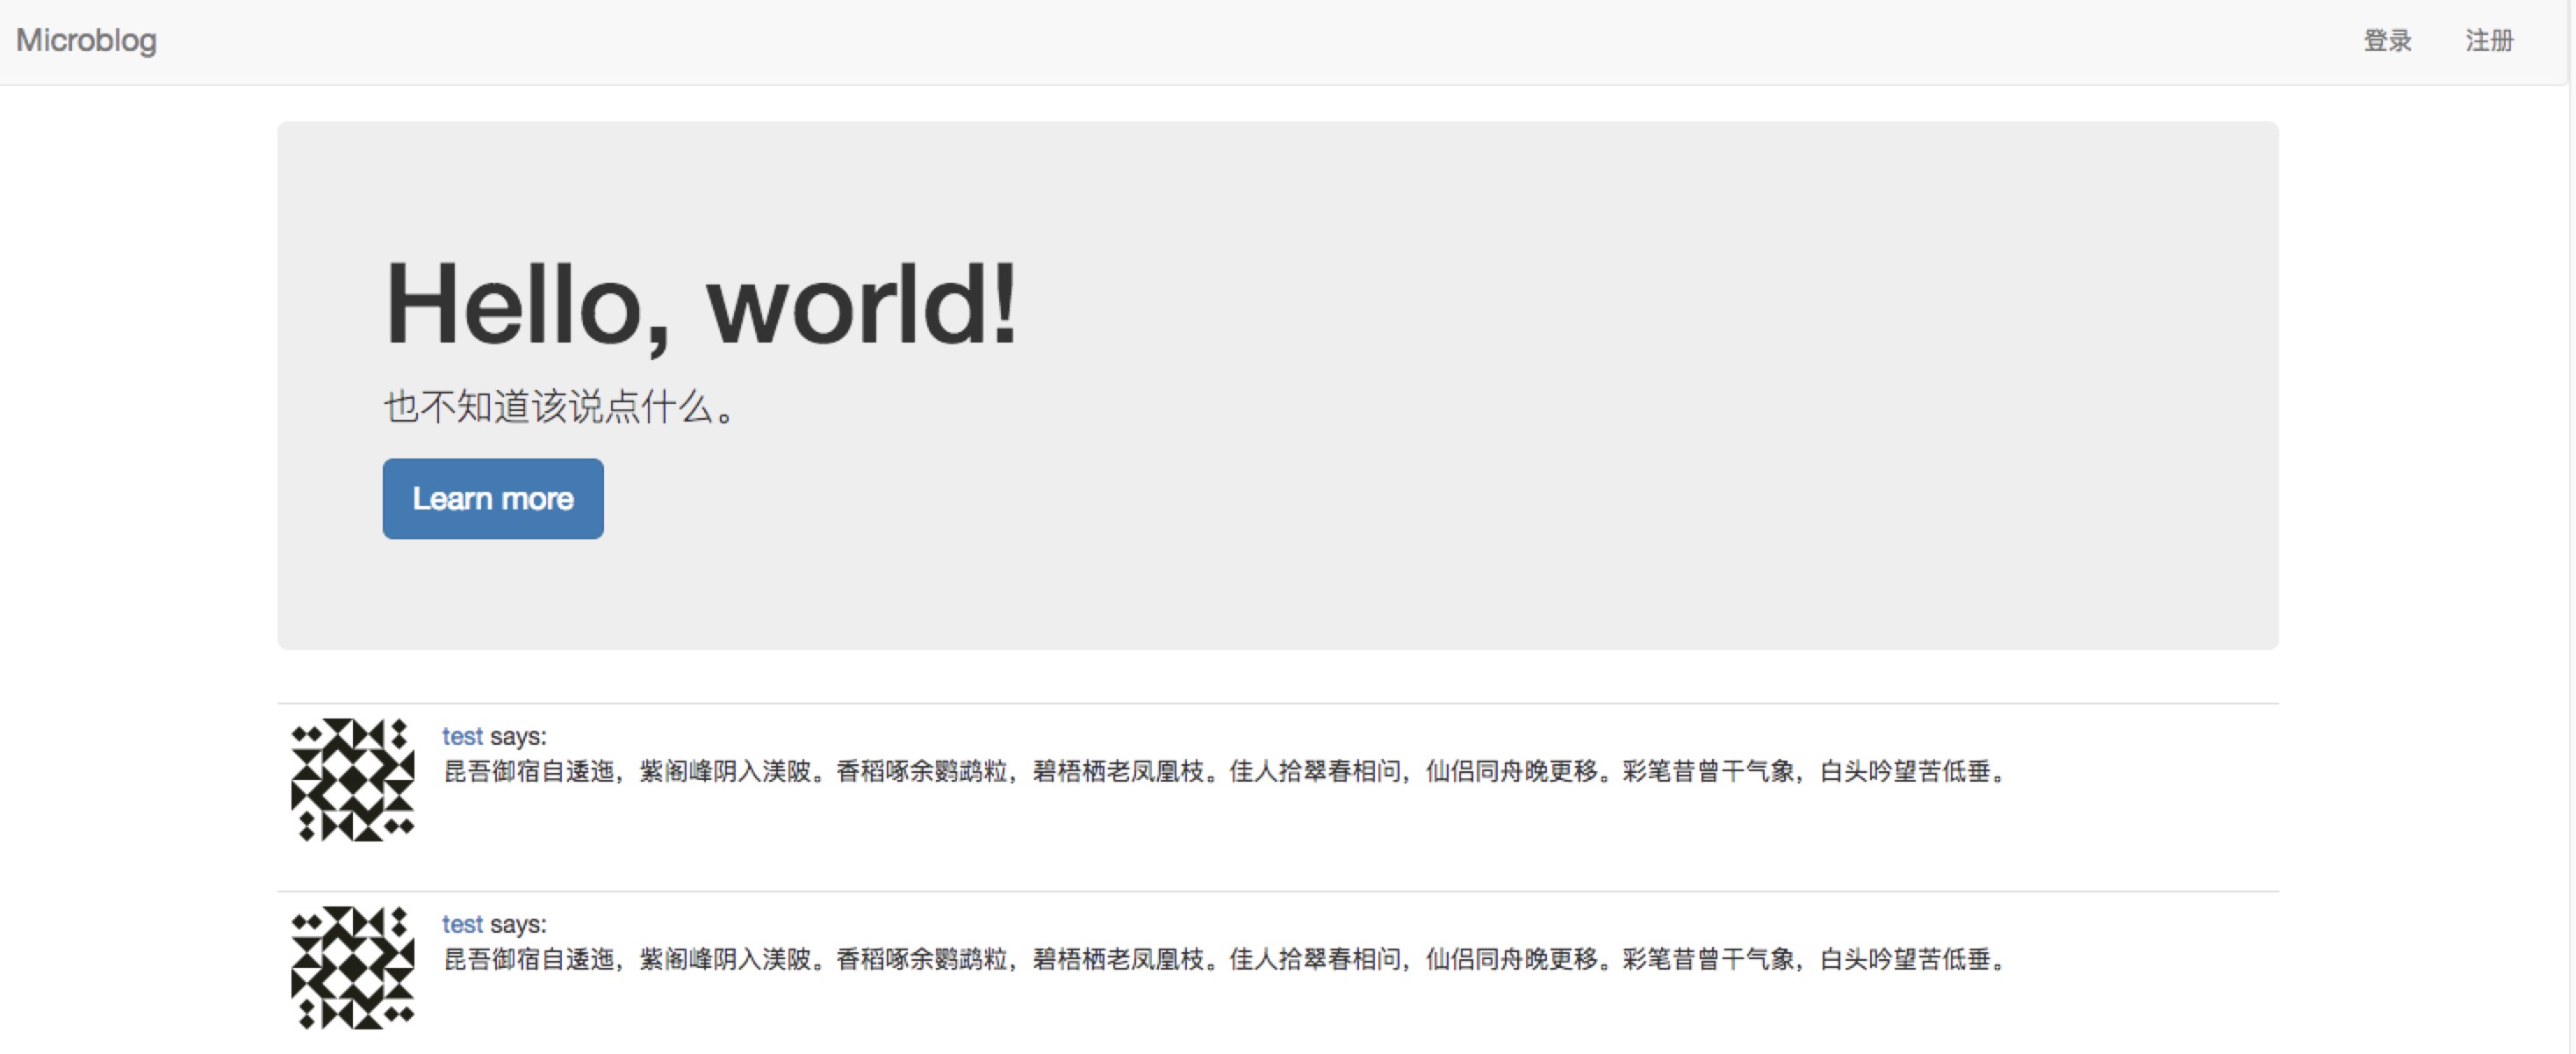 Microblog
登录 注册
Hello, world!
也不知道该说点什么。
Learn more
test says:
昆吾御宿自逶迤，紫阁峰阴入渼陂。香稻啄余鹦鹉粒，碧梧栖老凤凰枝。佳人拾翠春相问，仙侣同舟晚更移。彩笔昔曾干气象，白头吟望苦低垂。
test says:
昆吾御宿自逶迤，紫阁峰阴入渼陂。香稻啄余鹦鹉粒，碧梧栖老凤凰枝。佳人拾翠春相问，仙侣同舟晚更移。彩笔昔曾干气象，白头吟望苦低垂。